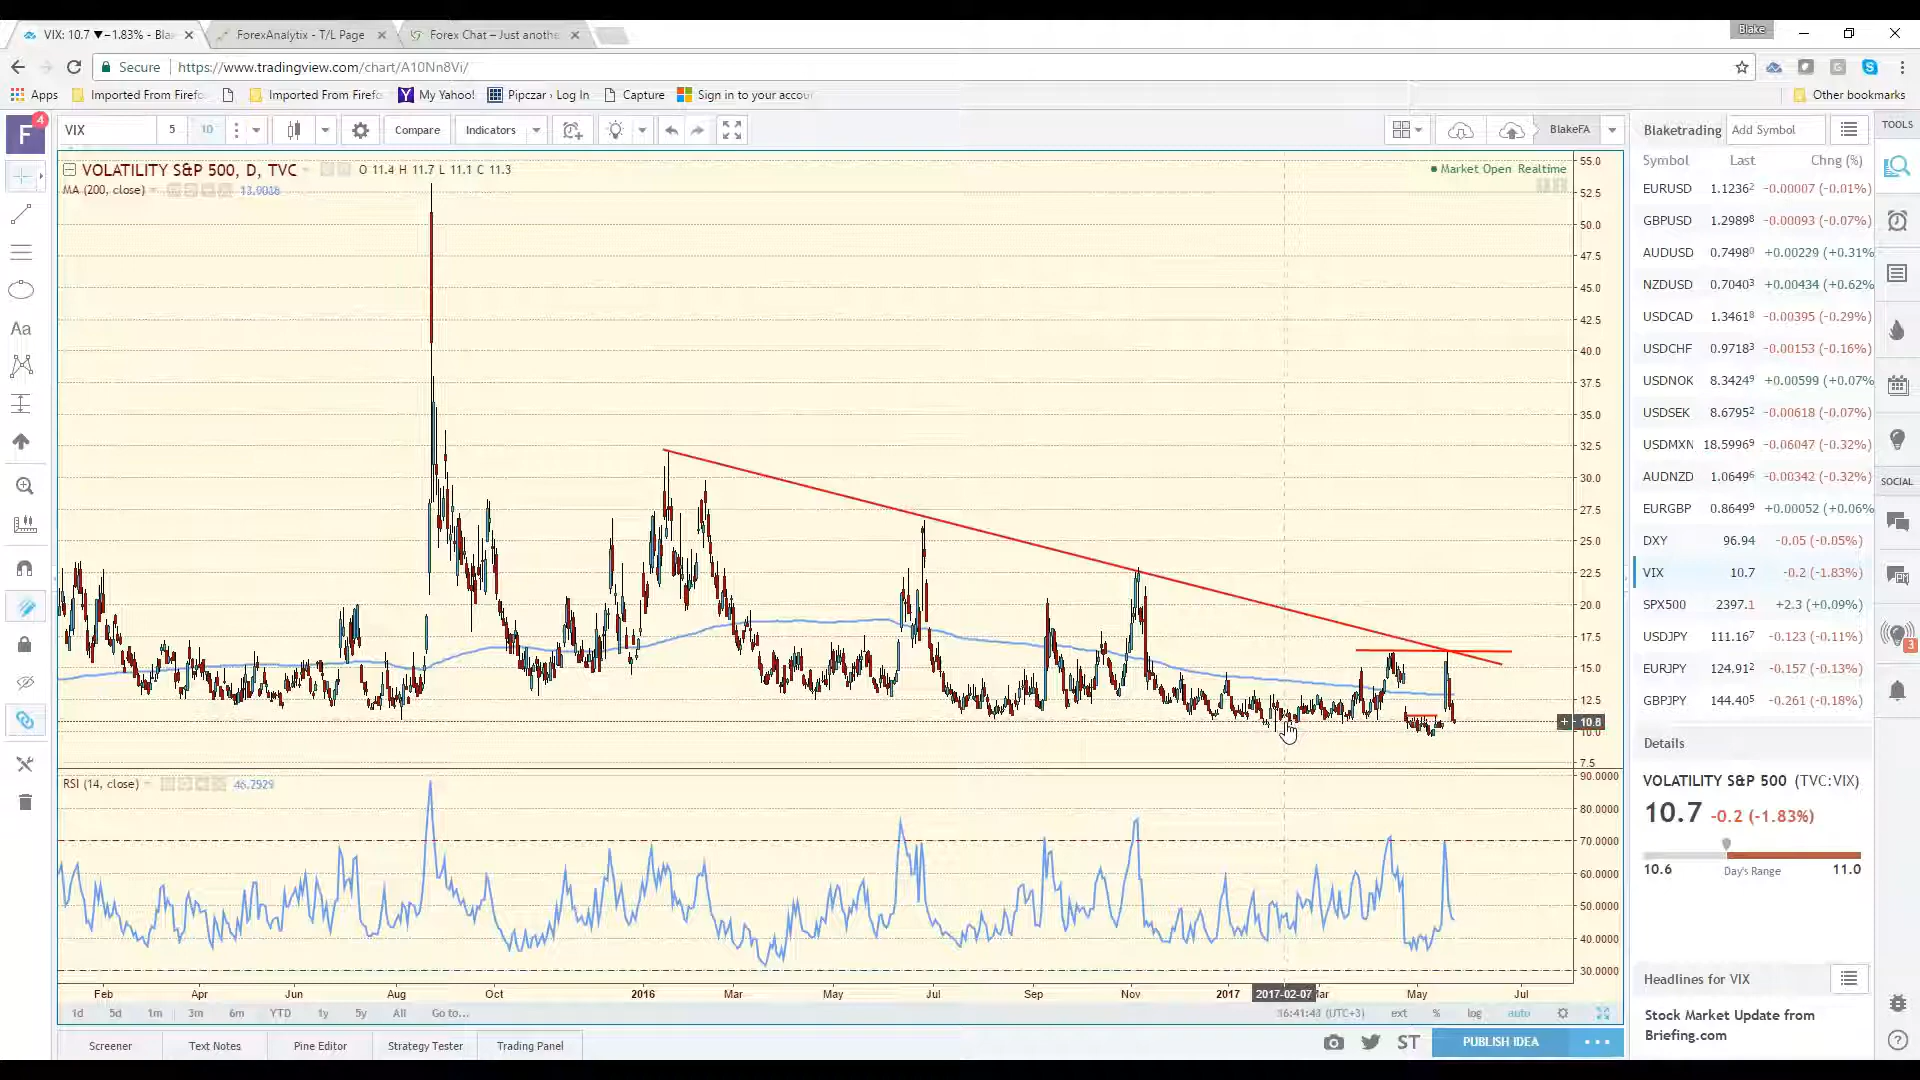 VIX: 10.7 ▼−1.83% - Bla
ForexAnalytix - T/L Page
Forex Chat – Just anothe
Blake
Secure
https://www.tradingview.com/chart/A10Nn8Vi/
Apps
Imported From Firefo
Imported From Firefo
My Yahoo!
Pipczar › Log In
Capture
Sign in to your accou
Other bookmarks
F 4
VIX
5
10
Compare
Indicators
BlakeFA
Blaketrading
Add Symbol
TOOLS
VOLATILITY S&P 500, D, TVC
O 11.4 H 11.7 L 11.1 C 11.3
Market Open Realtime
MA (200, close)
Symbol Last Chng (%)
EURUSD 1.1236² -0.00007 (-0.01%)
GBPUSD 1.2989⁸ -0.00093 (-0.07%)
AUDUSD 0.7498⁰ +0.00229 (+0.31%
NZDUSD 0.7040³ +0.00434 (+0.62%
USDCAD 1.3461⁸ -0.00395 (-0.29%)
USDCHF 0.9718³ -0.00153 (-0.16%)
USDNOK 8.3424⁹ +0.00599 (+0.07%
USDSEK 8.6795² -0.00618 (-0.07%)
USDMXN 18.5996⁹ -0.06047 (-0.32%)
AUDNZD 1.0649⁶ -0.00342 (-0.32%)
EURGBP 0.8649⁹ +0.00052 (+0.06%
DXY 96.94 -0.05 (-0.05%)
VIX 10.7 -0.2 (-1.83%)
SPX500 2397.1 +2.3 (+0.09%)
USDJPY 111.16⁷ -0.123 (-0.11%)
EURJPY 124.91² -0.157 (-0.13%)
GBPJPY 144.40⁵ -0.261 (-0.18%)
SOCIAL
3
55.0
52.5
50.0
47.5
45.0
42.5
40.0
37.5
35.0
32.5
30.0
27.5
25.0
22.5
20.0
17.5
15.0
12.5
10.8
10.0
7.5
RSI (14, close) 46.2929
90.0000
80.0000
70.0000
60.0000
50.0000
40.0000
30.0000
Feb Apr Jun Aug Oct 2016 Mar May Jul Sep Nov 2017 2017-02-07 Mar May Jul
1d 5d 1m 3m 6m YTD 1y 5y All Go to...
16:41:43 (UTC+3) ext % log auto
Screener
Text Notes
Pine Editor
Strategy Tester
Trading Panel
ST
PUBLISH IDEA
Details
VOLATILITY S&P 500 (TVC:VIX)
10.7 -0.2 (-1.83%)
10.6 Day's Range 11.0
Headlines for VIX
Stock Market Update from
Briefing.com